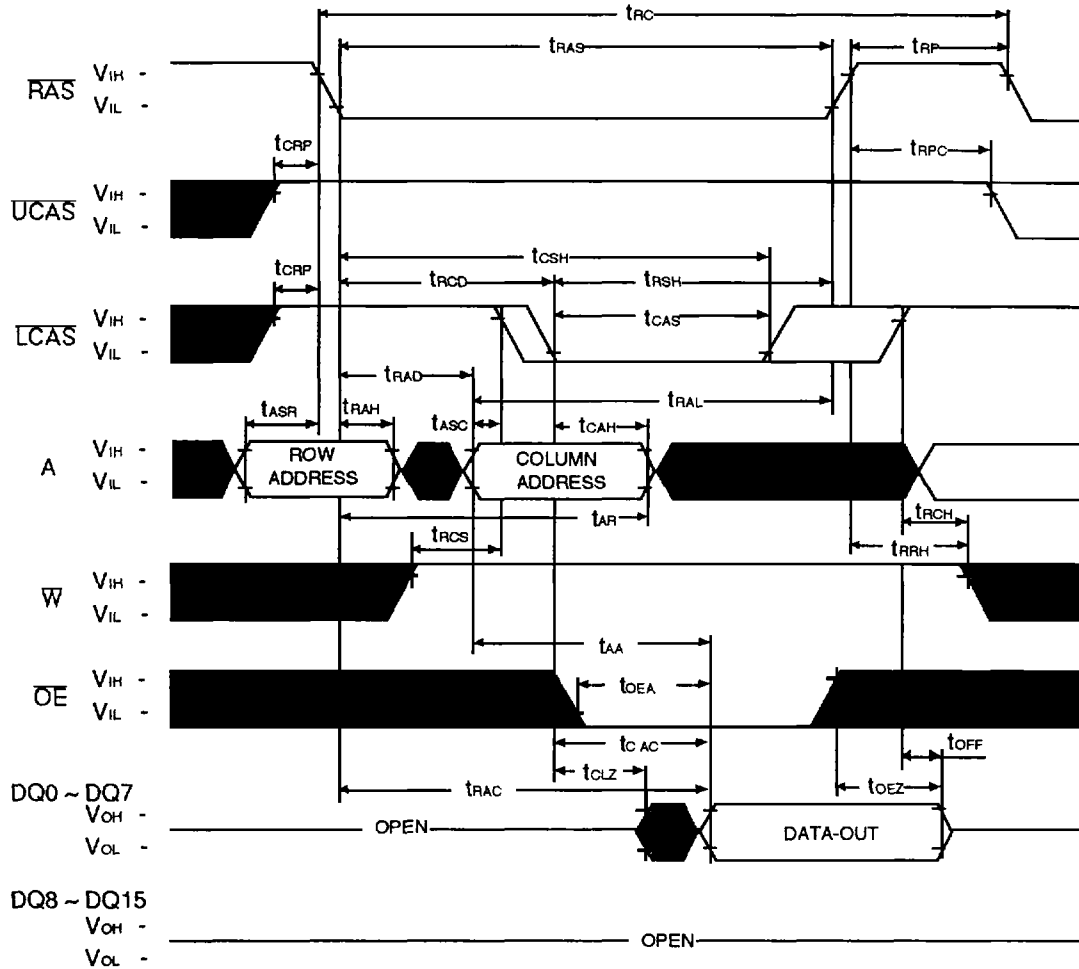 tRC
tRAS
tRP
RAS
VIH -
VIL -
tCRP
tRPC
UCAS
VIH -
VIL -
tCSH
tCRP
tRCD
tRSH
LCAS
VIH -
VIL -
tCAS
tRAD
tRAL
tASR
tRAH
tASC
tCAH
A
VIH -
VIL -
ROW
ADDRESS
COLUMN
ADDRESS
tAR
tRCH
tRCS
tRRH
W
VIH -
VIL -
tAA
OE
VIH -
VIL -
tOEA
tC AC
tOFF
tCLZ
tOEZ
tRAC
DQ0 ~ DQ7
VOH -
VOL -
OPEN
DATA-OUT
DQ8 ~ DQ15
VOH -
VOL -
OPEN